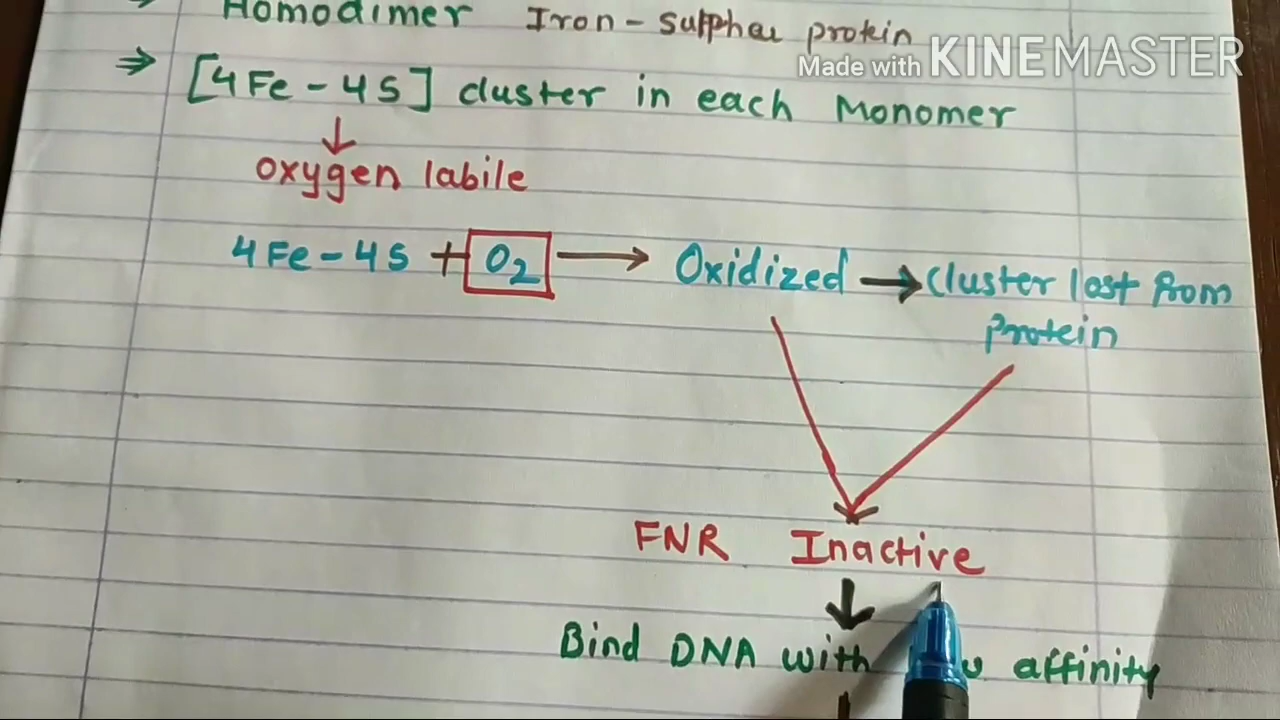 Homodimer Iron-sulpher protein
Made with KINEMASTER
⇒ [4Fe-4S] cluster in each Monomer
↓
oxygen labile
4Fe-4S + O2 → Oxidized → Cluster lost from
Protein
FNR Inactive
↓
Bind DNA with affinity